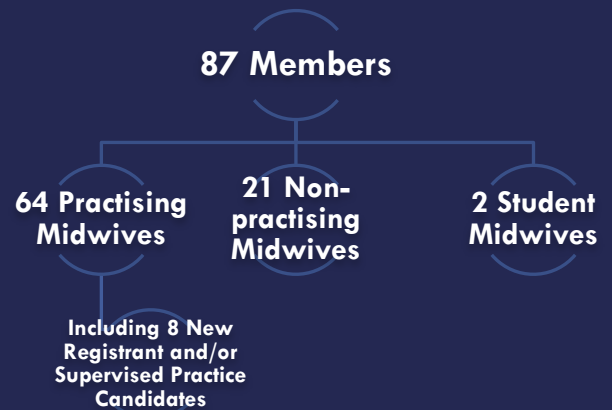 87 Members
64 Practising
Midwives
21 Non-
practising
Midwives
2 Student
Midwives
Including 8 New
Registrant and/or
Supervised Practice
Candidates